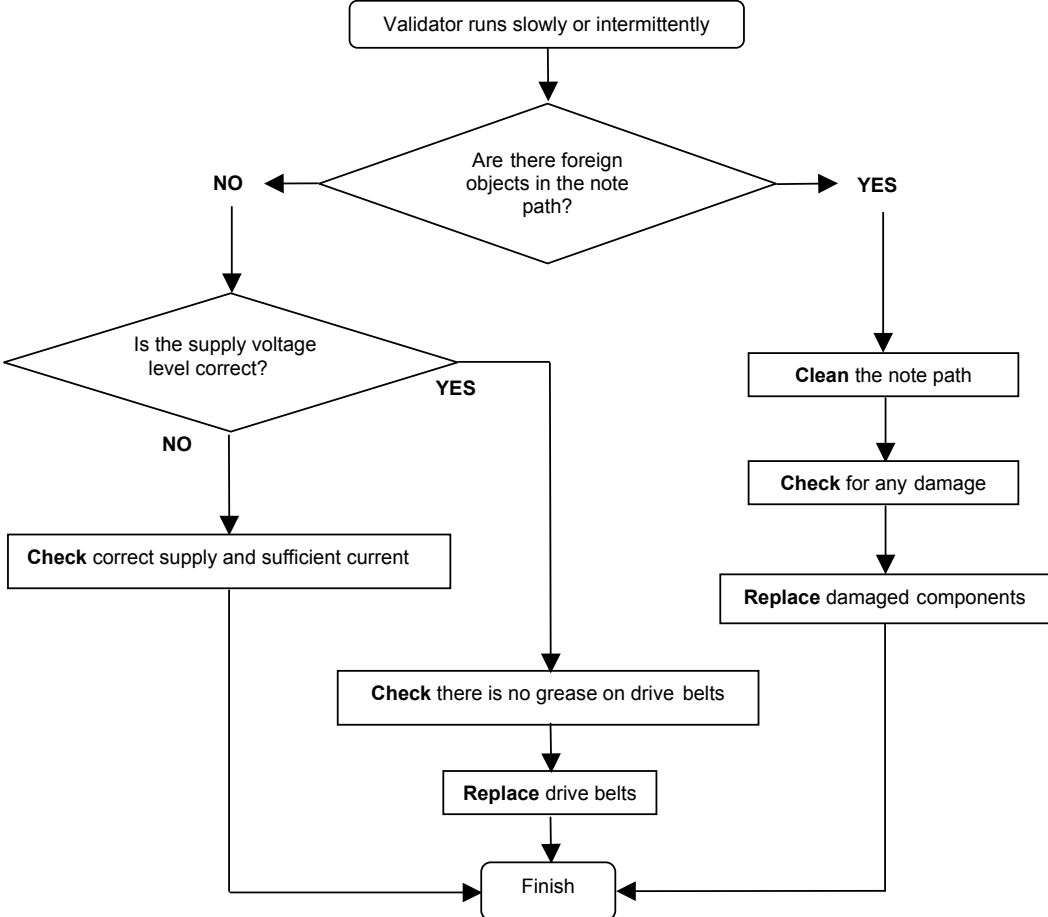 Validator runs slowly or intermittently
Are there foreign
objects in the note
path?
NO
YES
Is the supply voltage
level correct?
YES
NO
Clean the note path
Check for any damage
Check correct supply and sufficient current
Replace damaged components
Check there is no grease on drive belts
Replace drive belts
Finish